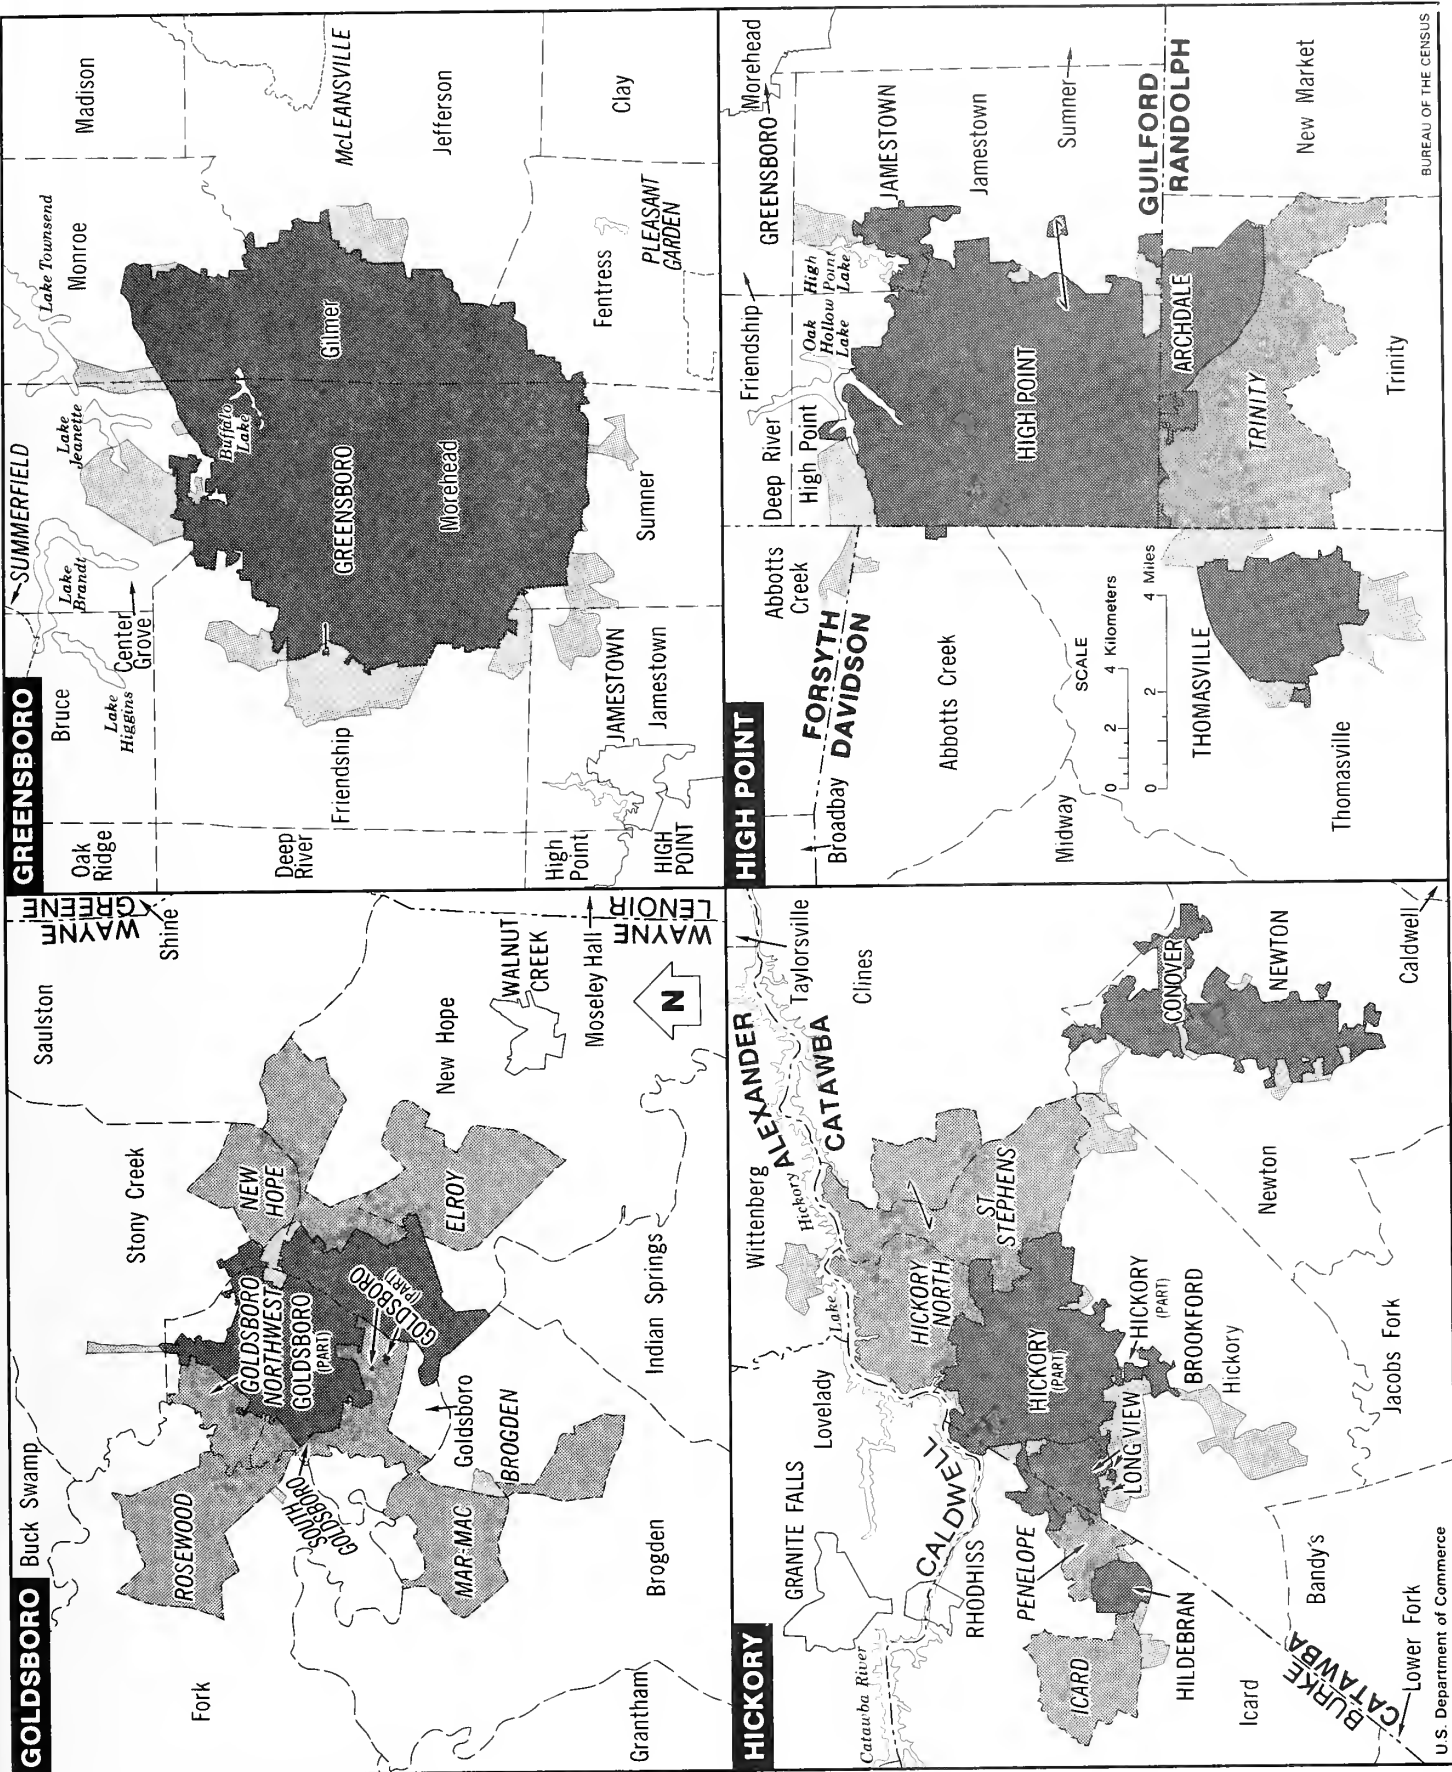 GOLDSBORO
Buck Swamp
Stony Creek
Saulston
WAYNE
GREENE
Shine
Fork
ROSEWOOD
GOLDSBORO
NORTHWEST
GOLDSBORO
(PART)
NEW
HOPE
GOLDSBORO
(PART)
SOUTH
GOLDSBORO
ELROY
New Hope
WALNUT
CREEK
Moseley Hall
WAYNE
LENOIR
N
Goldsboro
MAR-MAC
BROGDEN
Brogden
Indian Springs
Grantham
GREENSBORO
Oak
Ridge
Bruce
SUMMERFIELD
Lake
Higgins
Center
Grove
Lake
Brandt
Lake
Jeanette
Lake Townsend
Monroe
Madison
Buffalo
Lake
Deep
River
Friendship
GREENSBORO
Gilmer
Morehead
McLEANSVILLE
Jefferson
High
Point
HIGH
POINT
JAMESTOWN
Jamestown
Sumner
Fentress
PLEASANT
GARDEN
Clay
HICKORY
Catawba River
GRANITE FALLS
Lovelady
Lake
Hickory
Wittenberg
ALEXANDER
CATAWBA
Taylorsville
Clines
CALDWELL
RHODHISS
HICKORY
NORTH
ST
STEPHENS
PENELOPE
HICKORY
(PART)
ICARD
LONG VIEW
HICKORY
(PART)
BROOKFORD
Hickory
HILDEBRAN
Icard
CONOVER
NEWTON
Newton
Bandy's
Jacobs Fork
Caldwell
BURKE
CATAWBA
Lower Fork
U.S. Department of Commerce
HIGH POINT
Broadbay
FORSYTH
DAVIDSON
Abbotts
Creek
Deep River
High Point
Friendship
Oak
Hollow
Lake
High
Point
Lake
GREENSBORO
Morehead
JAMESTOWN
Jamestown
Sumner
Abbotts Creek
HIGH POINT
Midway
SCALE
0 2 4 Kilometers
0 2 4 Miles
GUILFORD
RANDOLPH
ARCHDALE
TRINITY
THOMASVILLE
Thomasville
Trinity
New Market
BUREAU OF THE CENSUS